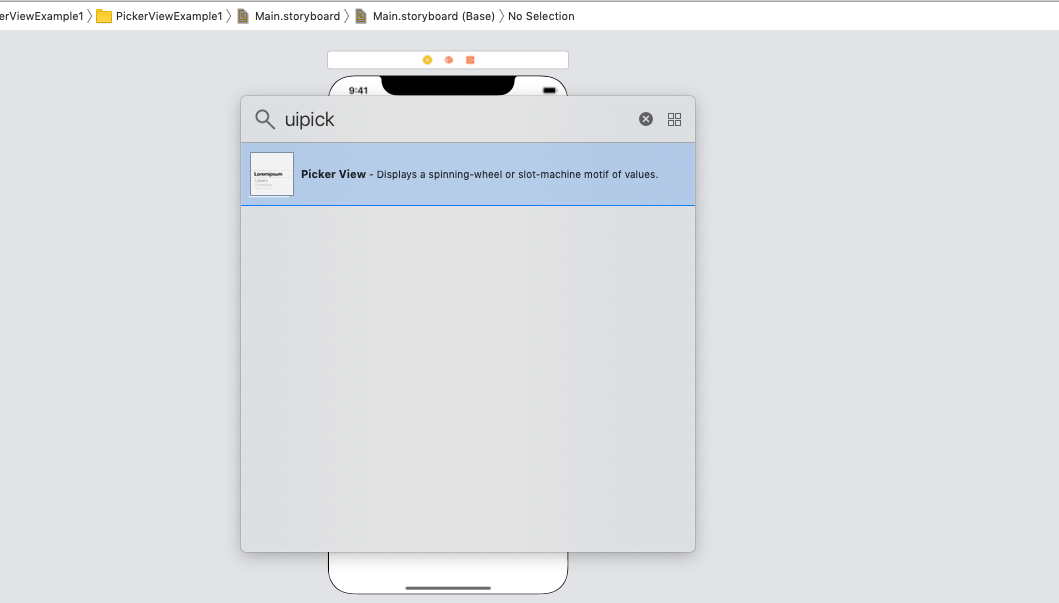 erViewExample1 〉 PickerViewExample1 〉 Main.storyboard 〉 Main.storyboard (Base) 〉 No Selection
9:41
uipick
Picker View - Displays a spinning-wheel or slot-machine motif of values.
Loremipsum